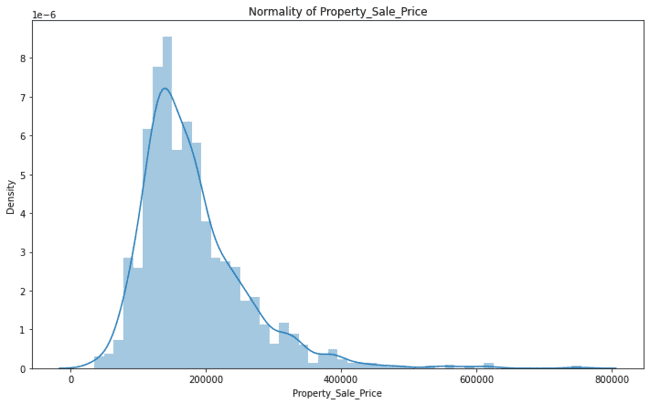 Normality of Property_Sale_Price
1e−6
8
7
6
5
4
3
2
1
0
Density
0 200000 400000 600000 800000
Property_Sale_Price